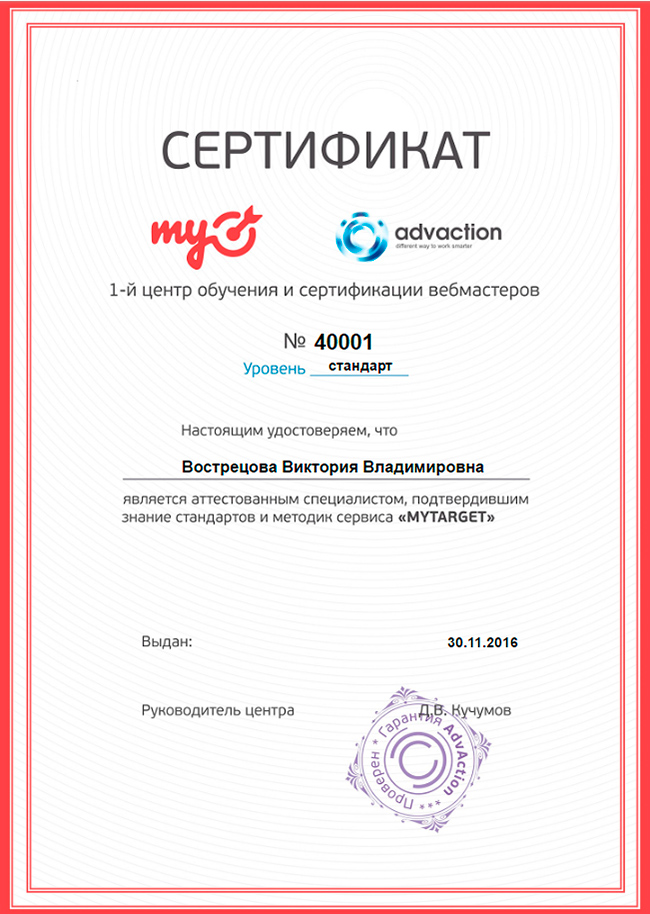 СЕРТИФИКАТ
my
advaction
different way to work smarter
1-й центр обучения и сертификации вебмастеров
№ 40001
Уровень стандарт
Настоящим удостоверяем, что
Вострецова Виктория Владимировна
является аттестованным специалистом, подтвердившим
знание стандартов и методик сервиса «MYTARGET»
Выдан: 30.11.2016
Руководитель центра Д.В. Кучумов
Проверен * Гарантия AdvAction ***